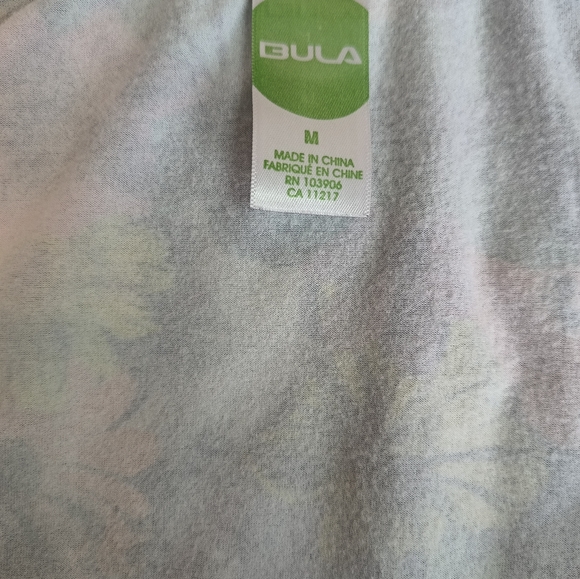 BULA
M
MADE IN CHINA
FABRIQUÉ EN CHINE
RN 103906
CA 11217